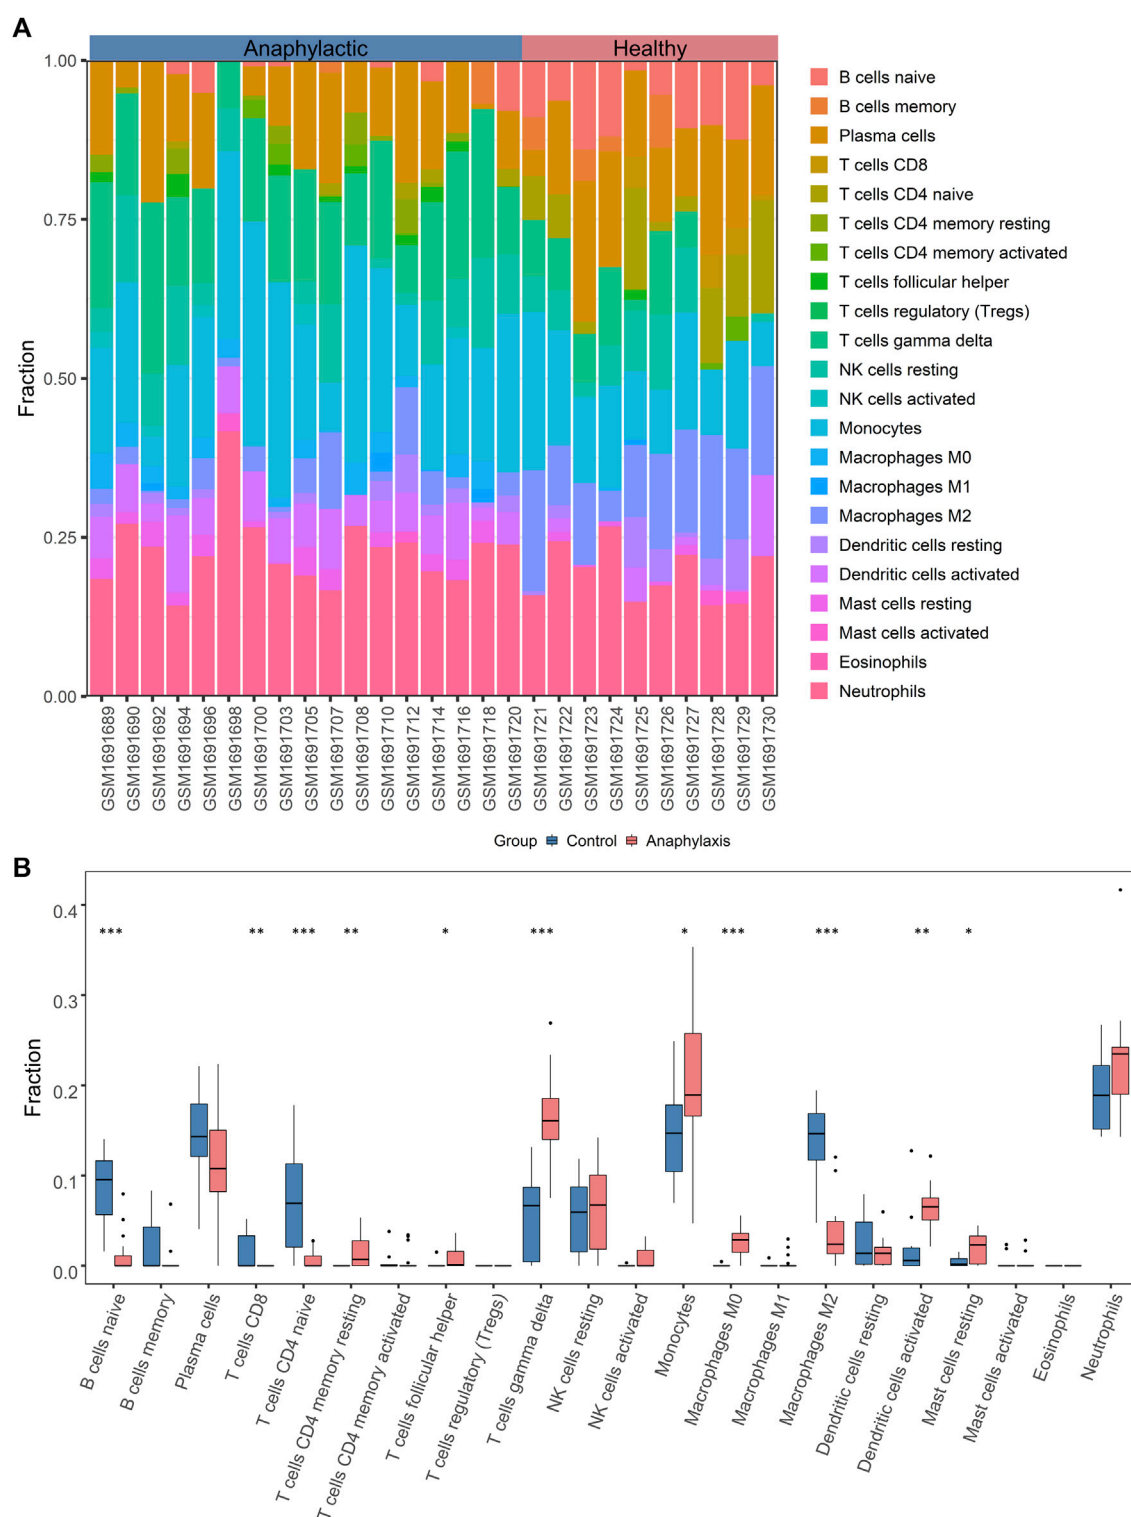 A
Anaphylactic Healthy
1.00
0.75
0.50
0.25
0.00
Fraction
GSM1691689
GSM1691690
GSM1691692
GSM1691694
GSM1691696
GSM1691698
GSM1691700
GSM1691703
GSM1691705
GSM1691707
GSM1691708
GSM1691710
GSM1691712
GSM1691714
GSM1691716
GSM1691718
GSM1691720
GSM1691721
GSM1691722
GSM1691723
GSM1691724
GSM1691725
GSM1691726
GSM1691727
GSM1691728
GSM1691729
GSM1691730
B cells naive
B cells memory
Plasma cells
T cells CD8
T cells CD4 naive
T cells CD4 memory resting
T cells CD4 memory activated
T cells follicular helper
T cells regulatory (Tregs)
T cells gamma delta
NK cells resting
NK cells activated
Monocytes
Macrophages M0
Macrophages M1
Macrophages M2
Dendritic cells resting
Dendritic cells activated
Mast cells resting
Mast cells activated
Eosinophils
Neutrophils
Group Control Anaphylaxis
B
0.4
0.3
0.2
0.1
0.0
Fraction
*** ** *** ** * *** * *** *** ** *
B cells naive
B cells memory
Plasma cells
T cells CD8
T cells CD4 naive
T cells CD4 memory resting
T cells CD4 memory activated
T cells follicular helper
T cells regulatory (Tregs)
T cells gamma delta
NK cells resting
NK cells activated
Monocytes
Macrophages M0
Macrophages M1
Macrophages M2
Dendritic cells resting
Dendritic cells activated
Mast cells resting
Mast cells activated
Eosinophils
Neutrophils